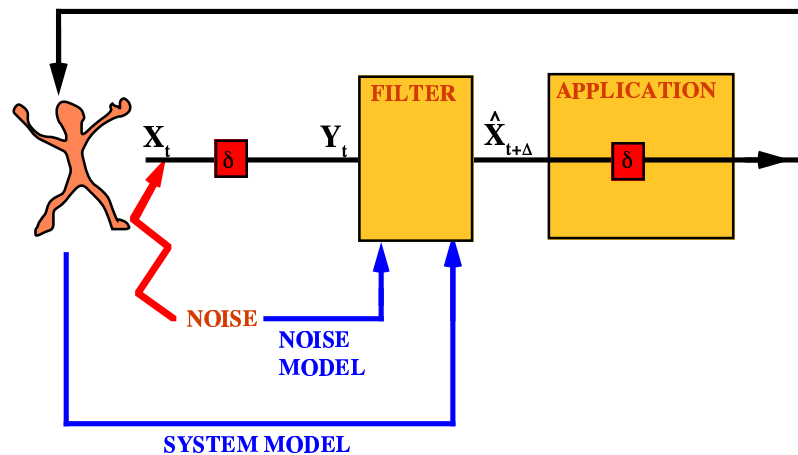 FILTER
APPLICATION
Xt
δ
Yt
X̂t+Δ
δ
NOISE
NOISE
MODEL
SYSTEM MODEL